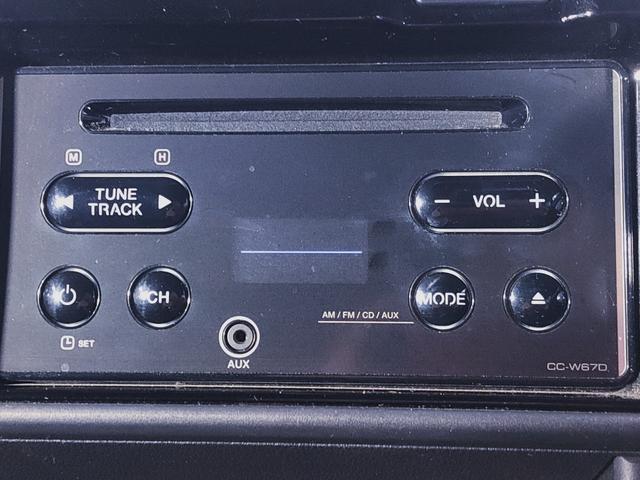 M H
TUNE
TRACK
- VOL +
CH
MODE
AM / FM / CD / AUX
SET
AUX
CC-W67D